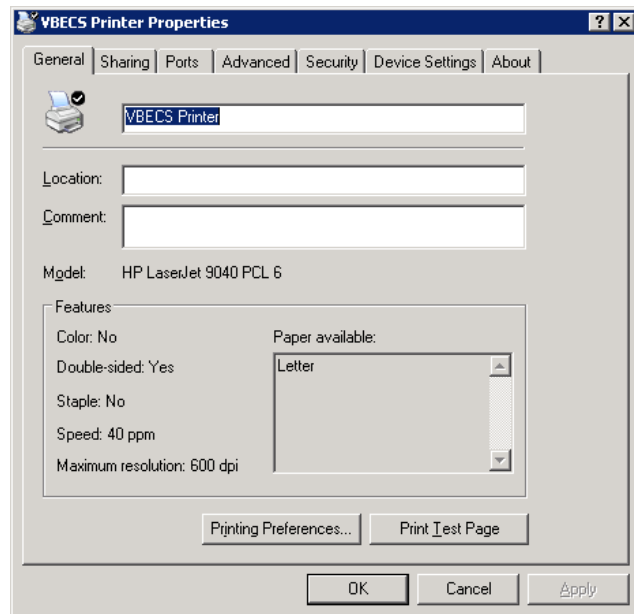 VBECS Printer Properties
General Sharing Ports Advanced Security Device Settings About
VBECS Printer
Location:
Comment:
Model: HP LaserJet 9040 PCL 6
Features
Color: No Paper available:
Double-sided: Yes Letter
Staple: No
Speed: 40 ppm
Maximum resolution: 600 dpi
Printing Preferences... Print Test Page
OK Cancel Apply